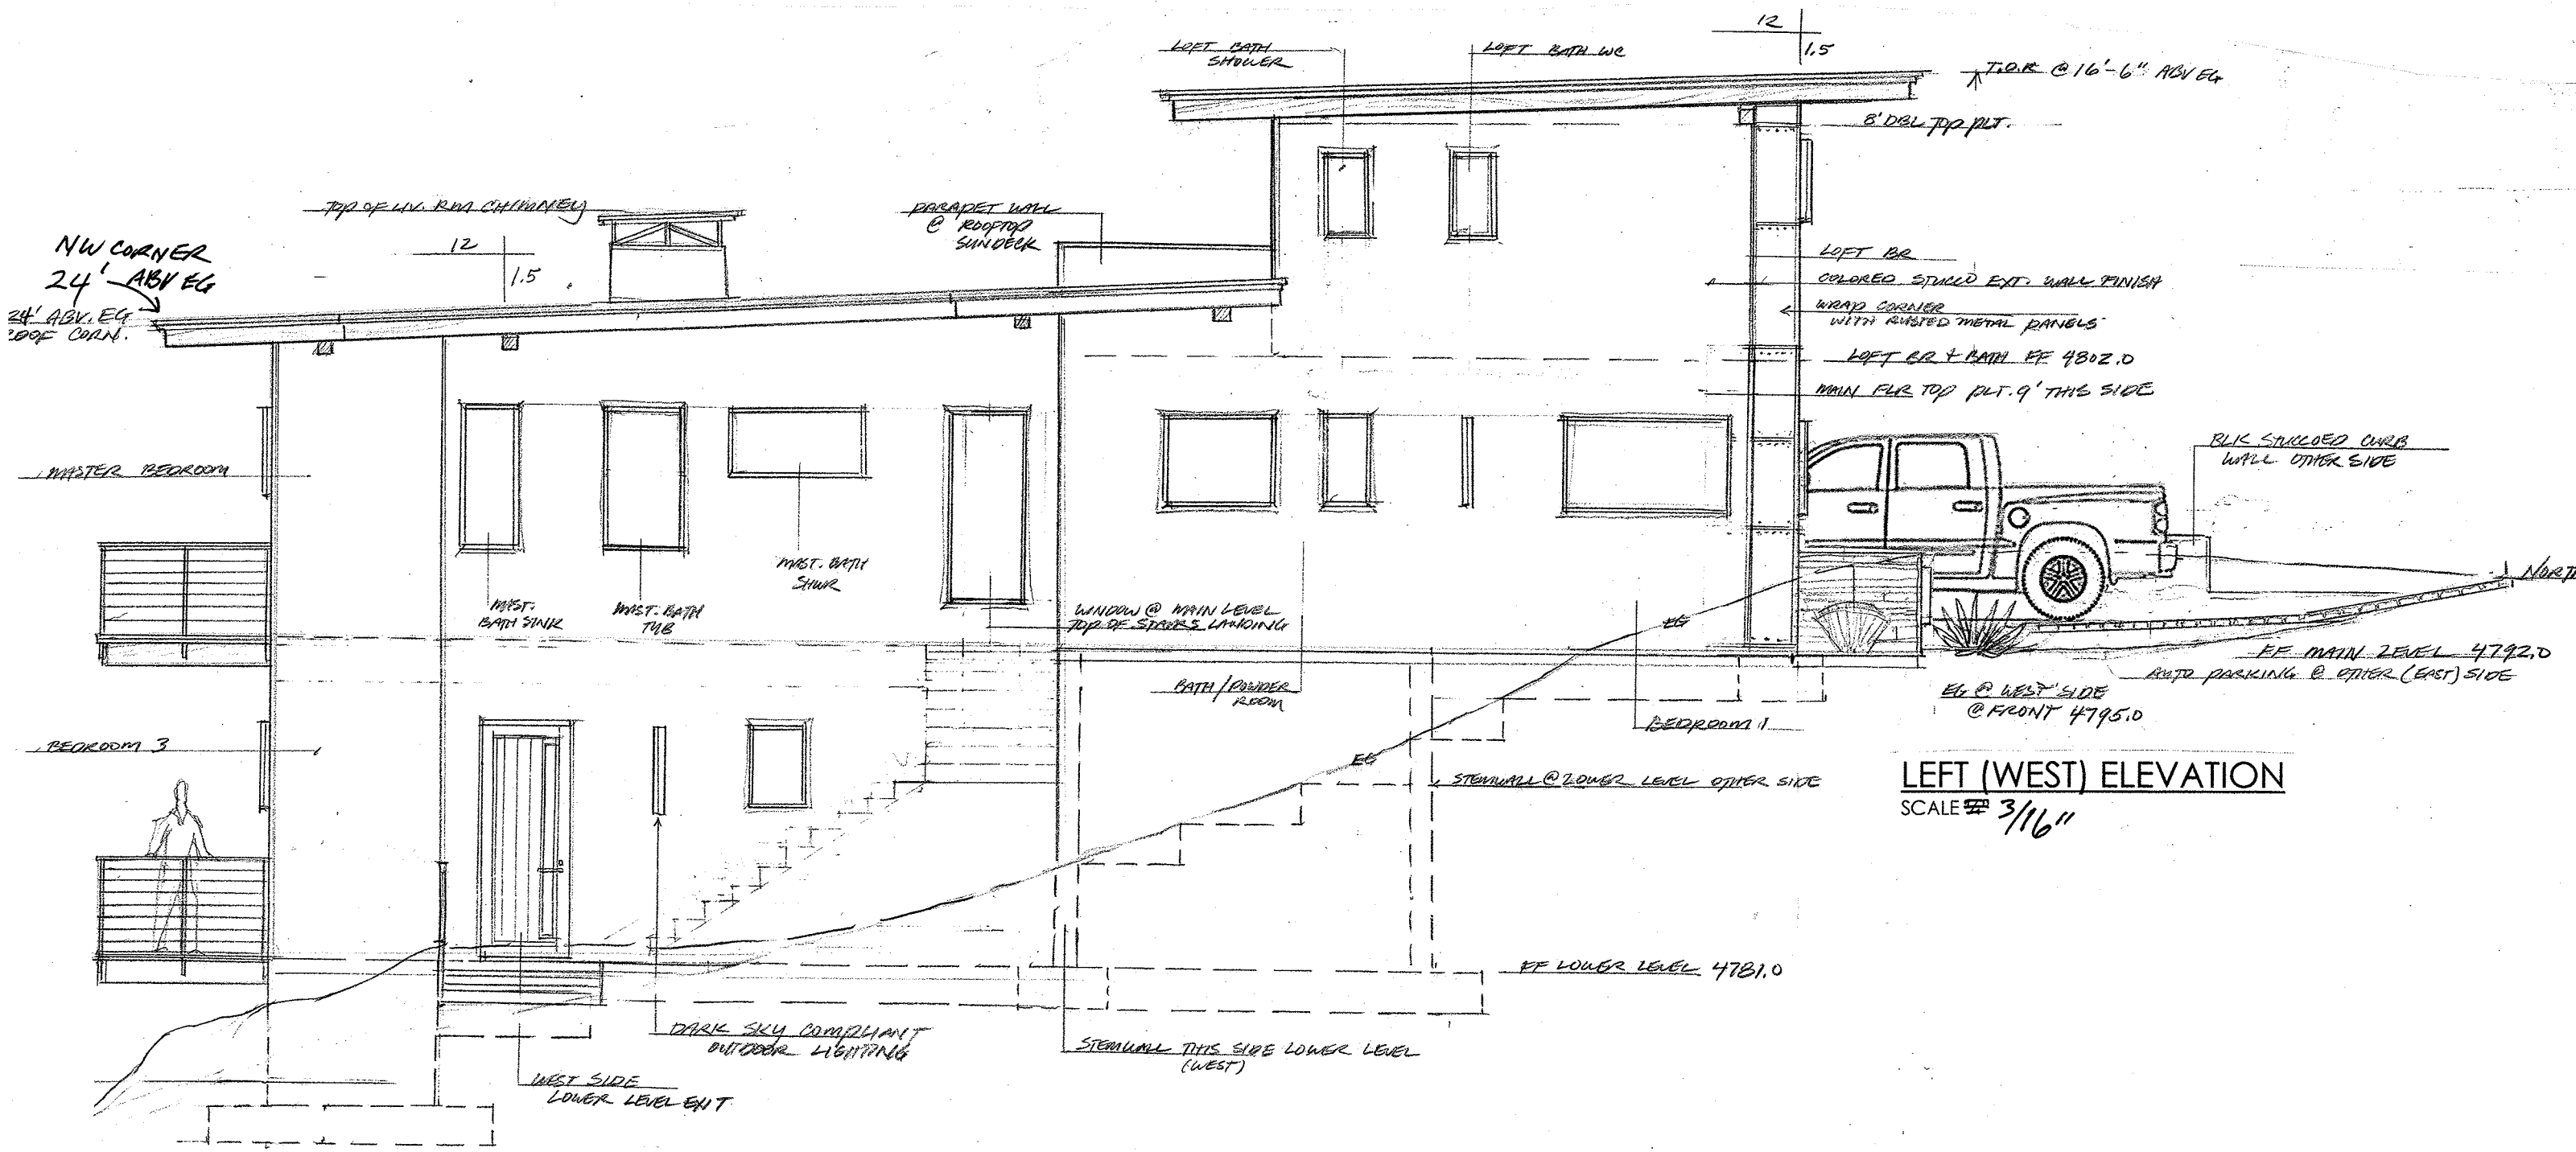 12
1.5
LOFT BATH
SHOWER
LOFT BATH WC
T.O.R @ 16'-6" ABV EG
8' DBL TOP PLT.
TOP OF LIV. RM CHIMNEY
PARAPET WALL
@ ROOFTOP
SUNDECK
NW CORNER
24' ABV EG
12
1.5
24' ABV. EG
ROOF CORN.
LOFT BR
COLORED STUCCO EXT. WALL FINISH
WRAP CORNER
WITH RUSTED METAL PANELS
LOFT BR + BATH FF 4802.0
MAIN FLR TOP PLT. 9' THIS SIDE
BLK STUCCOED CURB
WALL OTHER SIDE
MASTER BEDROOM
MAST. BATH
SHWR
MAST.
BATH SINK
MAST. BATH
TUB
WINDOW @ MAIN LEVEL
TOP OF STAIRS LANDING
EG
NORT
FF MAIN LEVEL 4792.0
AUTO PARKING @ OTHER (EAST) SIDE
BATH/POWDER
ROOM
EG @ WEST SIDE
@ FRONT 4795.0
BEDROOM 1
BEDROOM 3
EG
STEMWALL @ LOWER LEVEL OTHER SIDE
LEFT (WEST) ELEVATION
SCALE 3/16"
FF LOWER LEVEL 4781.0
DARK SKY COMPLIANT
OUTDOOR LIGHTING
STEMWALL THIS SIDE LOWER LEVEL
(WEST)
WEST SIDE
LOWER LEVEL EXIT